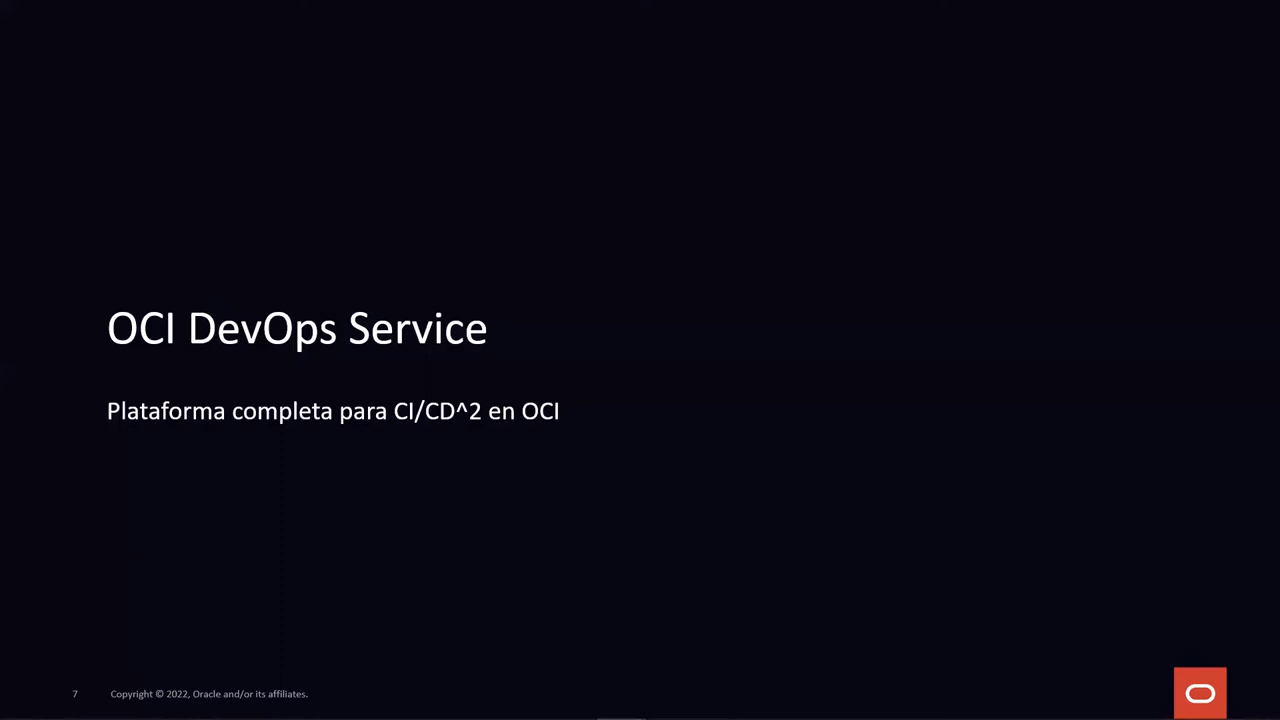 OCI DevOps Service
Plataforma completa para CI/CD^2 en OCI
7 Copyright © 2022, Oracle and/or its affiliates.